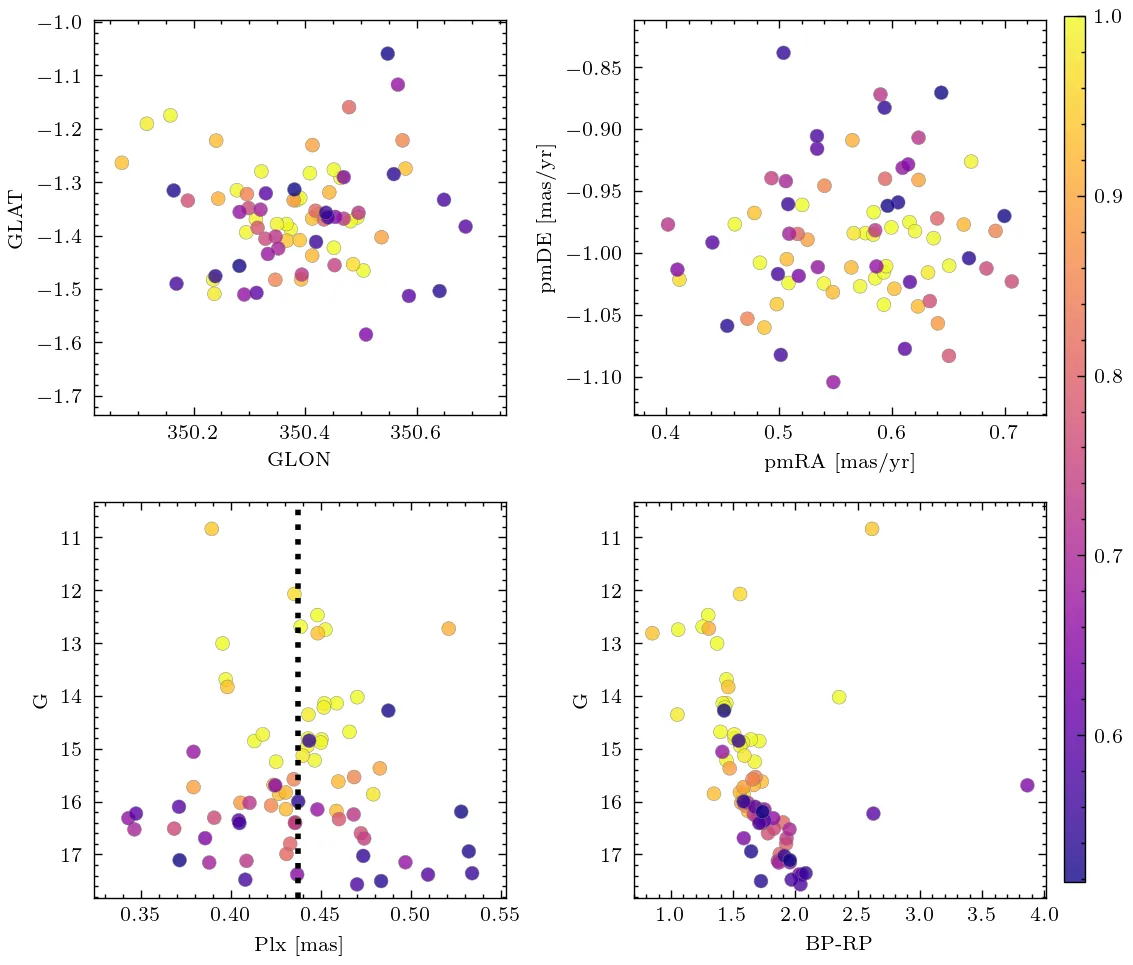 −1.0
−1.1
−1.2
−1.3
−1.4
−1.5
−1.6
−1.7
GLAT
350.2 350.4 350.6
GLON
−0.85
−0.90
−0.95
−1.00
−1.05
−1.10
pmDE [mas/yr]
0.4 0.5 0.6 0.7
pmRA [mas/yr]
1.0
0.9
0.8
0.7
0.6
11
12
13
14
15
16
17
G
0.35 0.40 0.45 0.50 0.55
Plx [mas]
11
12
13
14
15
16
17
G
1.0 1.5 2.0 2.5 3.0 3.5 4.0
BP-RP